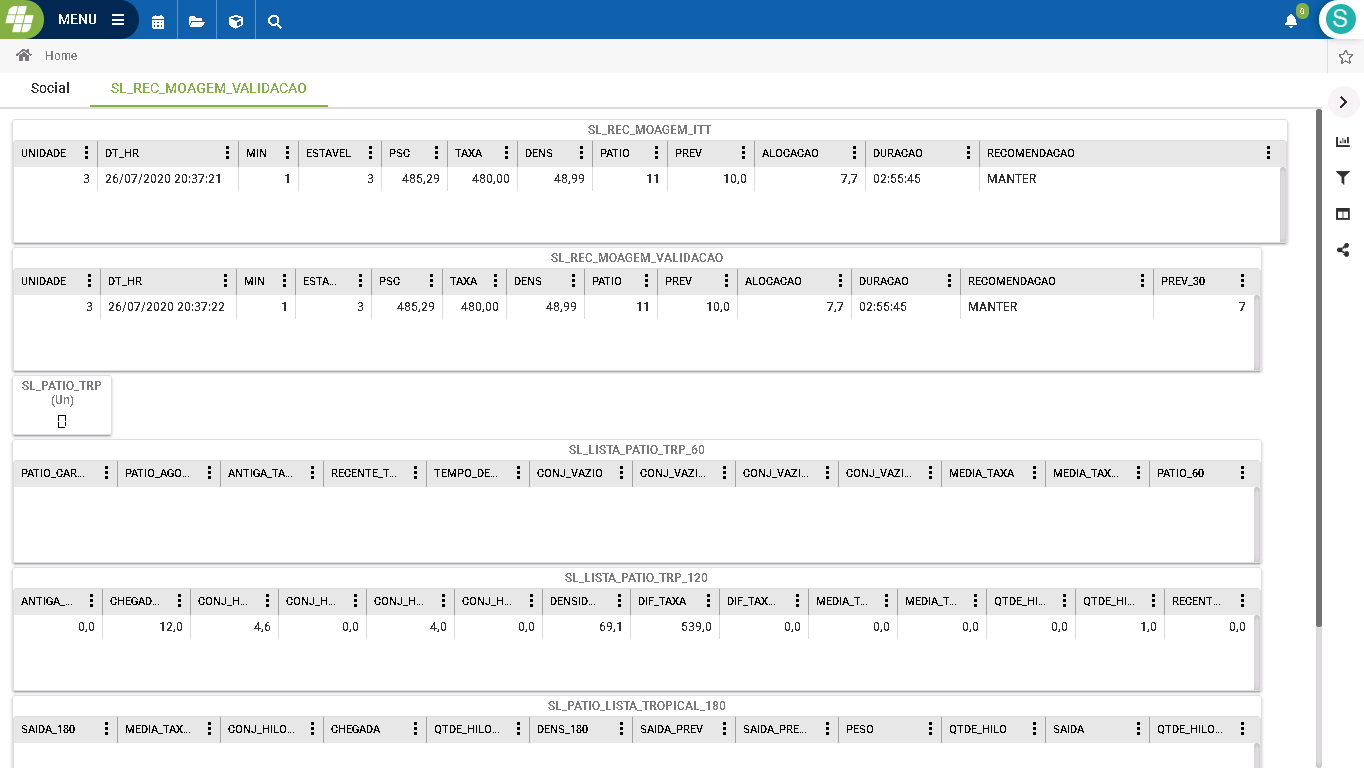 MENU
0
S
Home
Social SL_REC_MOAGEM_VALIDACAO
SL_REC_MOAGEM_ITT
UNIDADE DT_HR MIN ESTAVEL PSC TAXA DENS PATIO PREV ALOCACAO DURACAO RECOMENDACAO
3 26/07/2020 20:37:21 1 3 485,29 480,00 48,99 11 10,0 7,7 02:55:45 MANTER
SL_REC_MOAGEM_VALIDACAO
UNIDADE DT_HR MIN ESTA... PSC TAXA DENS PATIO PREV ALOCACAO DURACAO RECOMENDACAO PREV_30
3 26/07/2020 20:37:22 1 3 485,29 480,00 48,99 11 10,0 7,7 02:55:45 MANTER 7
SL_PATIO_TRP
(Un)
SL_LISTA_PATIO_TRP_60
PATIO_CAR... PATIO_AGO... ANTIGA_TA... RECENTE_T... TEMPO_DE... CONJ_VAZIO CONJ_VAZI... CONJ_VAZI... CONJ_VAZI... MEDIA_TAXA MEDIA_TAX... PATIO_60
SL_LISTA_PATIO_TRP_120
ANTIGA_... CHEGAD... CONJ_H... CONJ_H... CONJ_H... CONJ_H... DENSID... DIF_TAXA DIF_TAX... MEDIA_T... MEDIA_T... QTDE_HI... QTDE_HI... RECENT...
0,0 12,0 4,6 0,0 4,0 0,0 69,1 539,0 0,0 0,0 0,0 0,0 1,0 0,0
SL_PATIO_LISTA_TROPICAL_180
SAIDA_180 MEDIA_TAX... CONJ_HILO... CHEGADA QTDE_HILO... DENS_180 SAIDA_PREV SAIDA_PRE... PESO QTDE_HILO SAIDA QTDE_HILO...